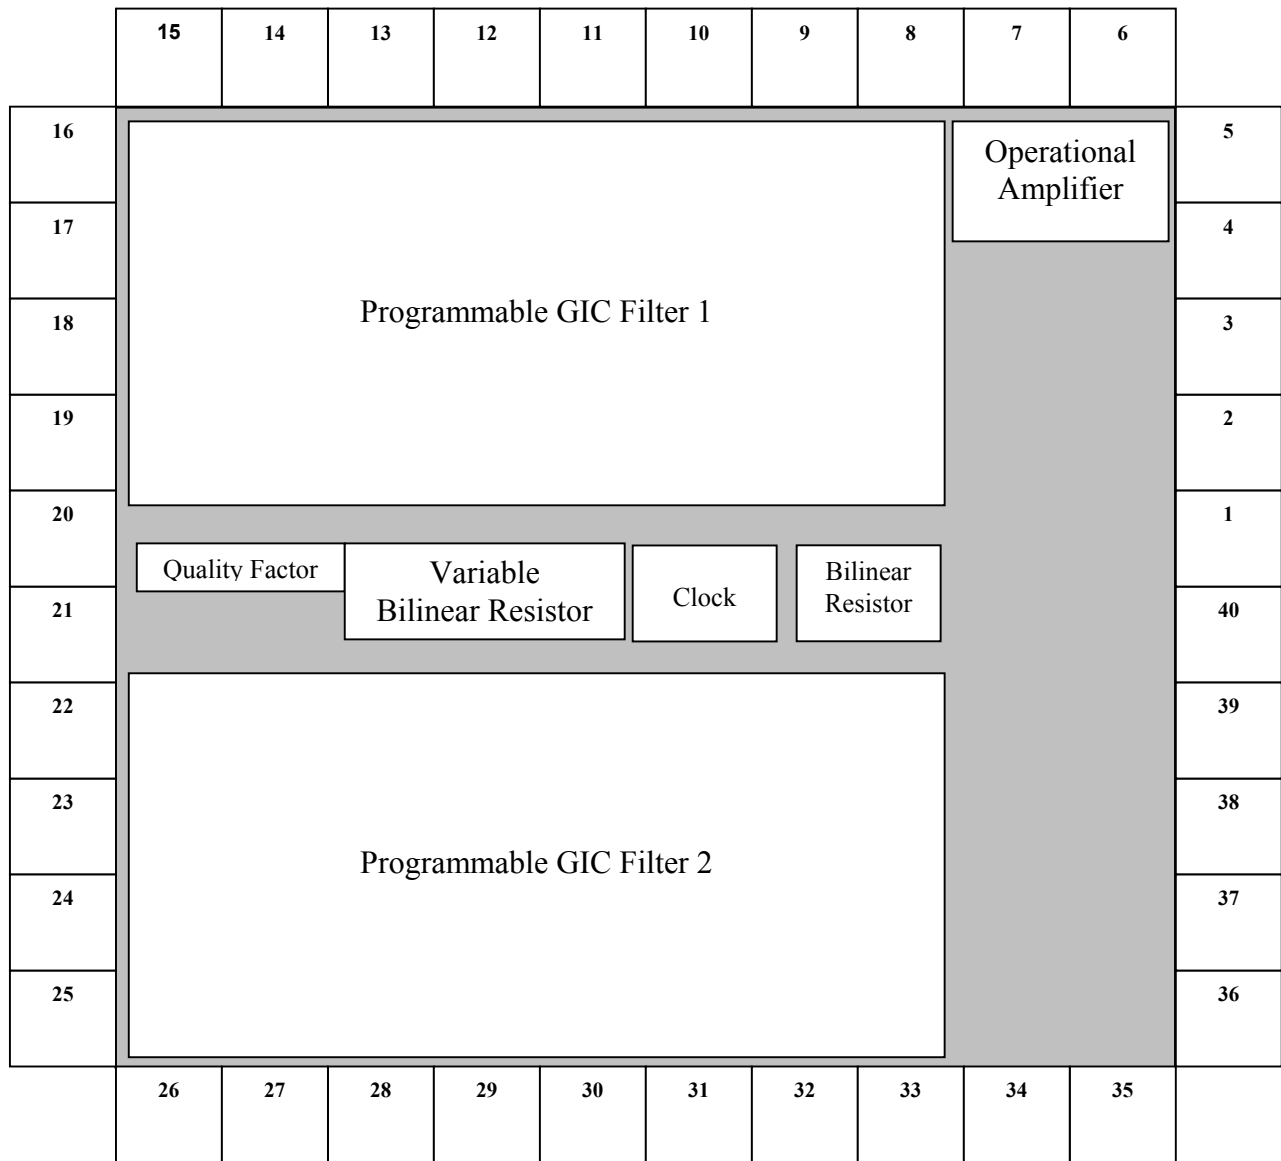 15 14 13 12 11 10 9 8 7 6
16
5
Operational
Amplifier
17
4
Programmable GIC Filter 1
18
3
19
2
20
1
Quality Factor
Variable
Bilinear Resistor
Clock
Bilinear
Resistor
21
40
22
39
23
38
Programmable GIC Filter 2
24
37
25
36
26 27 28 29 30 31 32 33 34 35